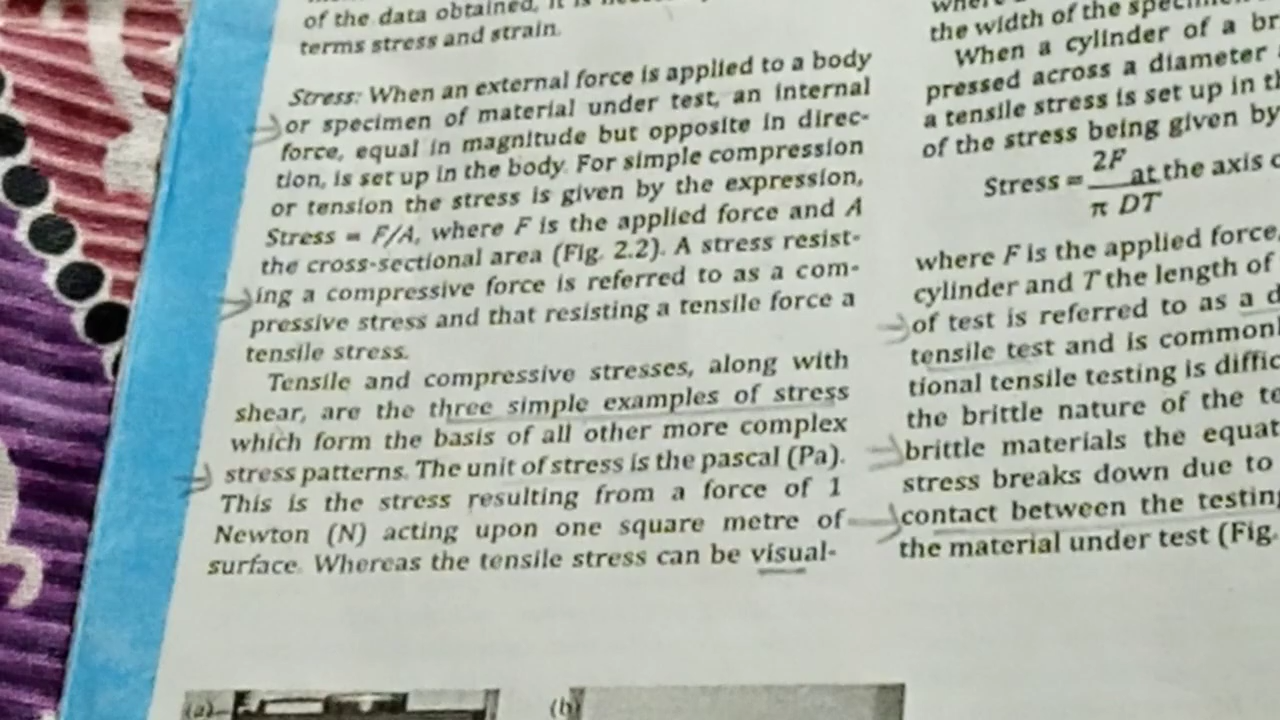 of the data obtained, it is
terms stress and strain.
Stress: When an external force is applied to a body
or specimen of material under test, an internal
force, equal in magnitude but opposite in direc-
tion, is set up in the body. For simple compression
or tension the stress is given by the expression,
Stress = F/A, where F is the applied force and A
the cross-sectional area (Fig. 2.2). A stress resist-
ing a compressive force is referred to as a com-
pressive stress and that resisting a tensile force a
tensile stress.
Tensile and compressive stresses, along with
shear, are the three simple examples of stress
which form the basis of all other more complex
stress patterns. The unit of stress is the pascal (Pa).
This is the stress resulting from a force of 1
Newton (N) acting upon one square metre of
surface. Whereas the tensile stress can be visual-
(a)
(b)
the width of the
When a cylinder of a
pressed across a diameter
a tensile stress is set up in
of the stress being given by
Stress = 2F / π DT at the axis
where F is the applied force,
cylinder and T the length of
of test is referred to as a
tensile test and is
tional tensile testing is
the brittle nature of the
brittle materials the
stress breaks down due to
contact between the
the material under test (Fig.